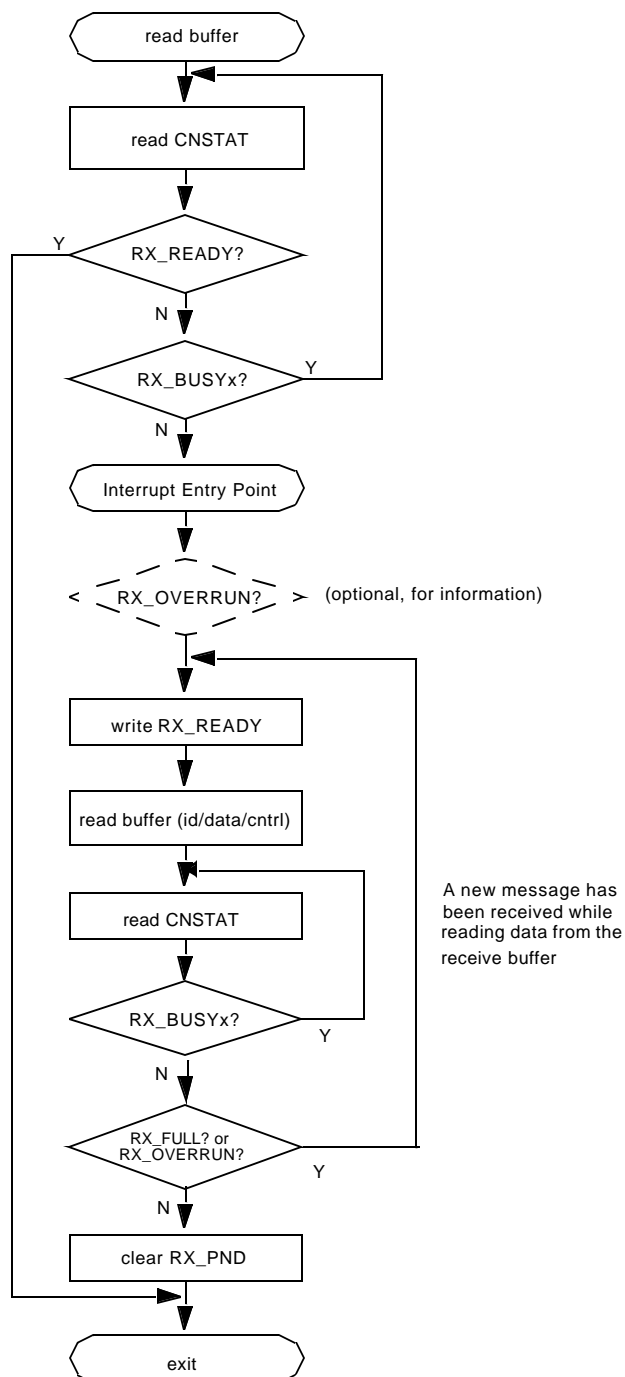 read buffer
read CNSTAT
Y
RX_READY?
N
RX_BUSYx?
Y
N
Interrupt Entry Point
RX_OVERRUN?
(optional, for information)
write RX_READY
read buffer (id/data/cntrl)
read CNSTAT
A new message has
been received while
reading data from the
receive buffer
RX_BUSYx?
Y
N
RX_FULL? or
RX_OVERRUN?
Y
N
clear RX_PND
exit